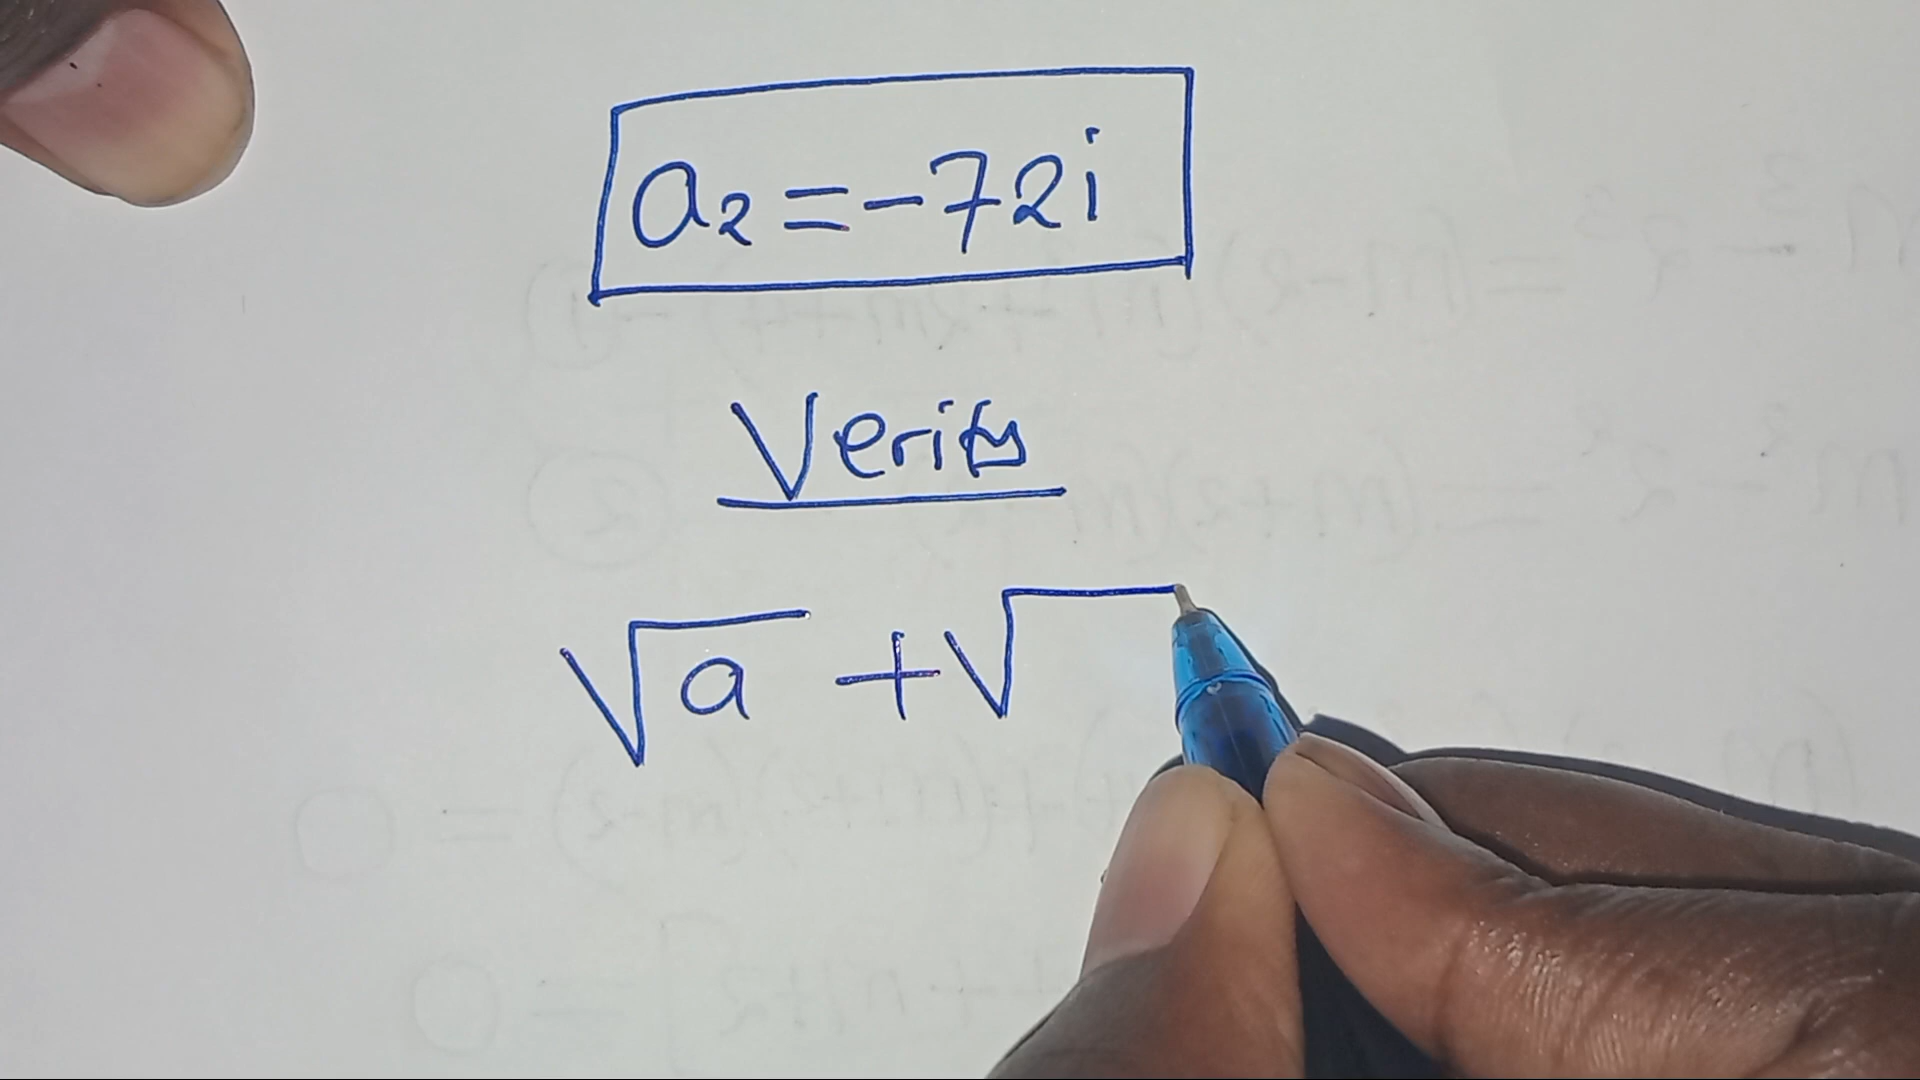 a₂ = -72i
Verify
√a + √